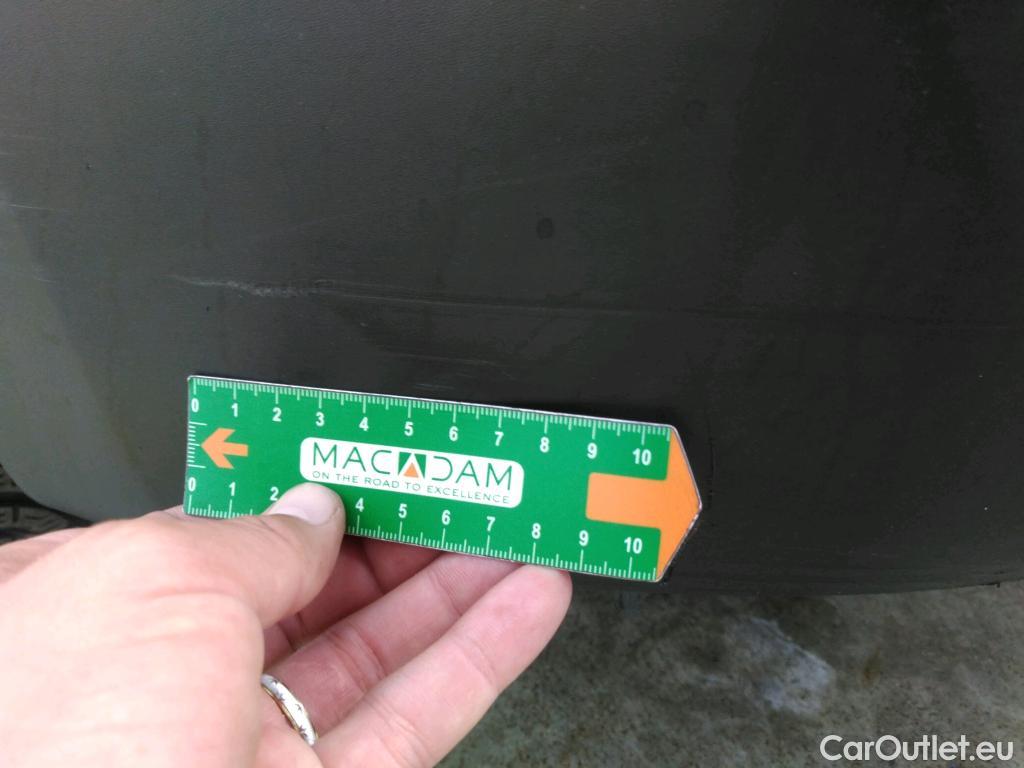 0 1 2 3 4 5 6 7 8 9 10
MACADAM
ON THE ROAD TO EXCELLENCE
0 1 2 4 5 6 7 8 9 10
CarOutlet.eu